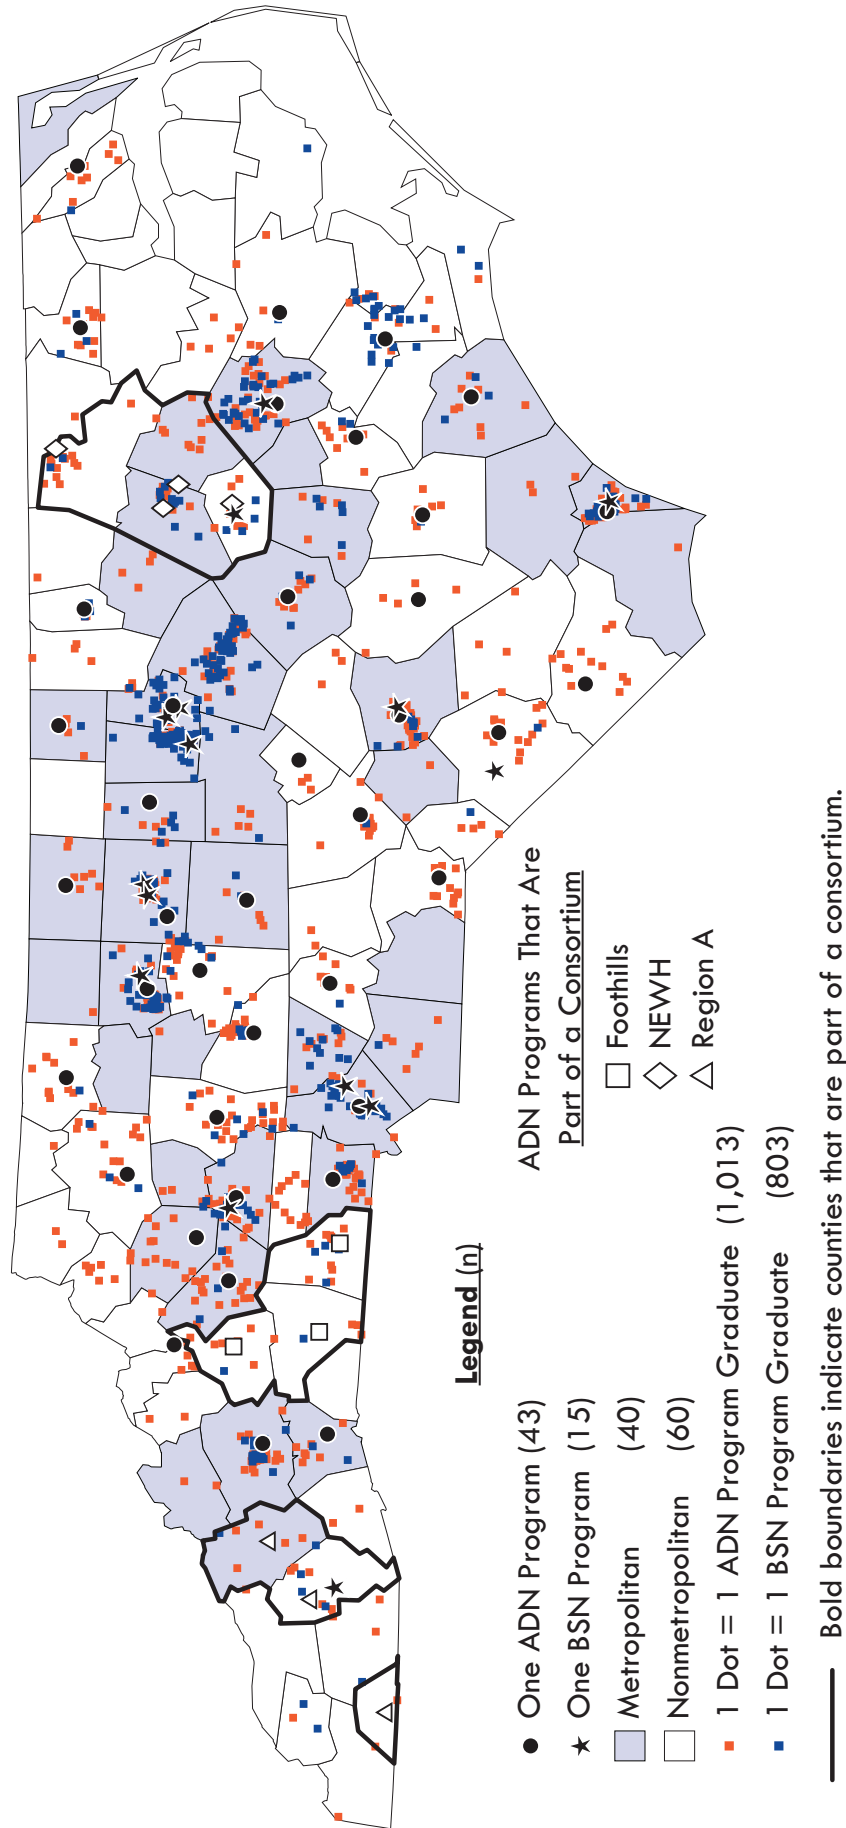 Legend (n)
One ADN Program (43)
One BSN Program (15)
Metropolitan (40)
Nonmetropolitan (60)
1 Dot = 1 ADN Program Graduate (1,013)
1 Dot = 1 BSN Program Graduate (803)
Bold boundaries indicate counties that are part of a consortium.
ADN Programs That Are
Part of a Consortium
Foothills
NEWH
Region A